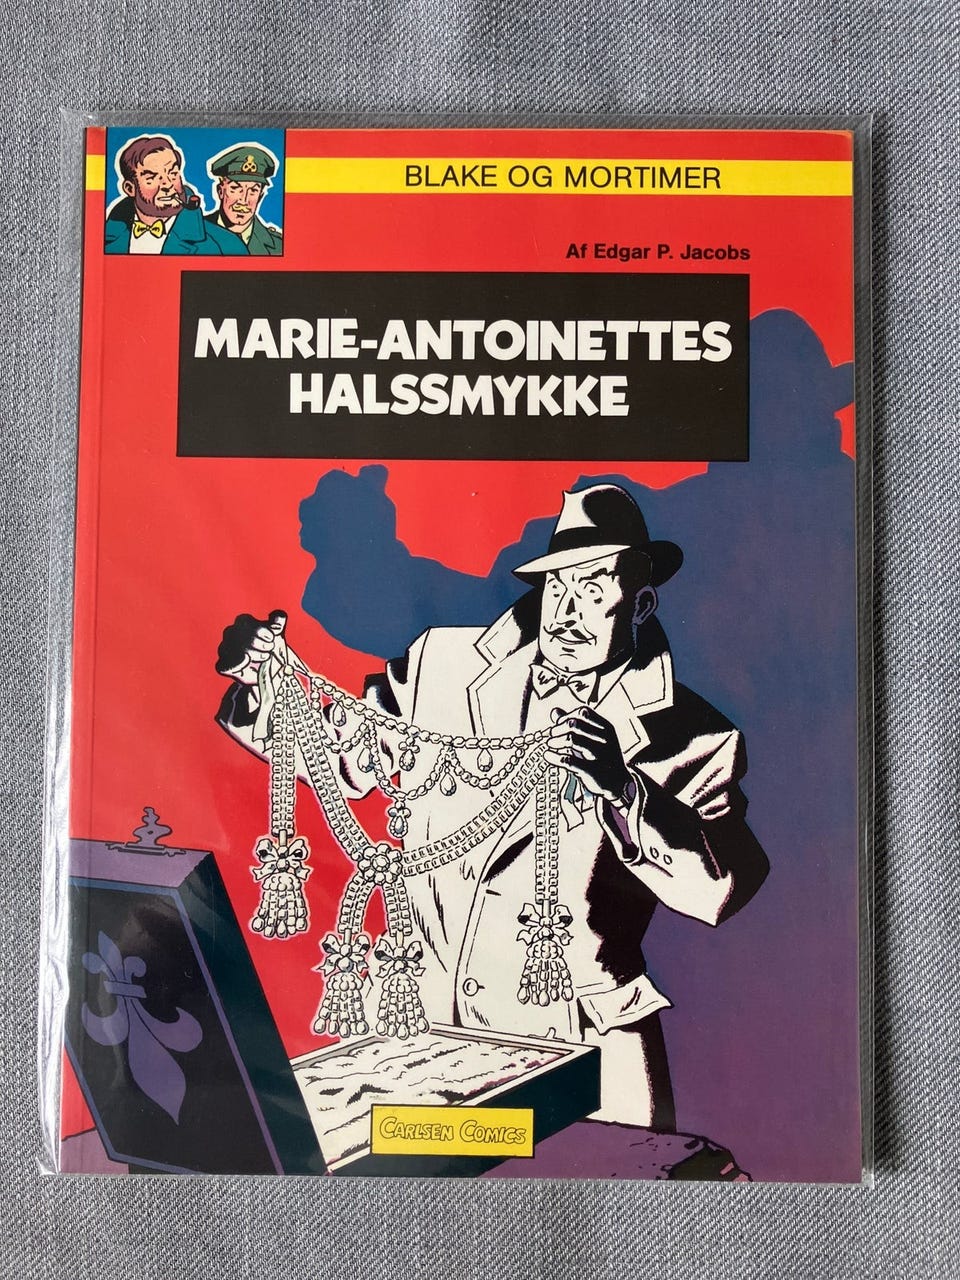 BLAKE OG MORTIMER
Af Edgar P. Jacobs
MARIE-ANTOINETTES
HALSSMYKKE
CARLSEN COMICS